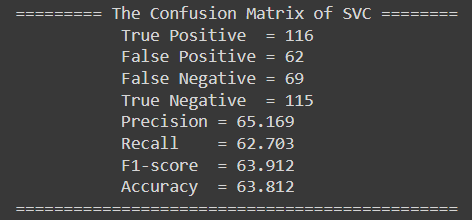 ========= The Confusion Matrix of SVC ========
True Positive  = 116
False Positive = 62
False Negative = 69
True Negative  = 115
Precision = 65.169
Recall    = 62.703
F1-score  = 63.912
Accuracy  = 63.812
==============================================